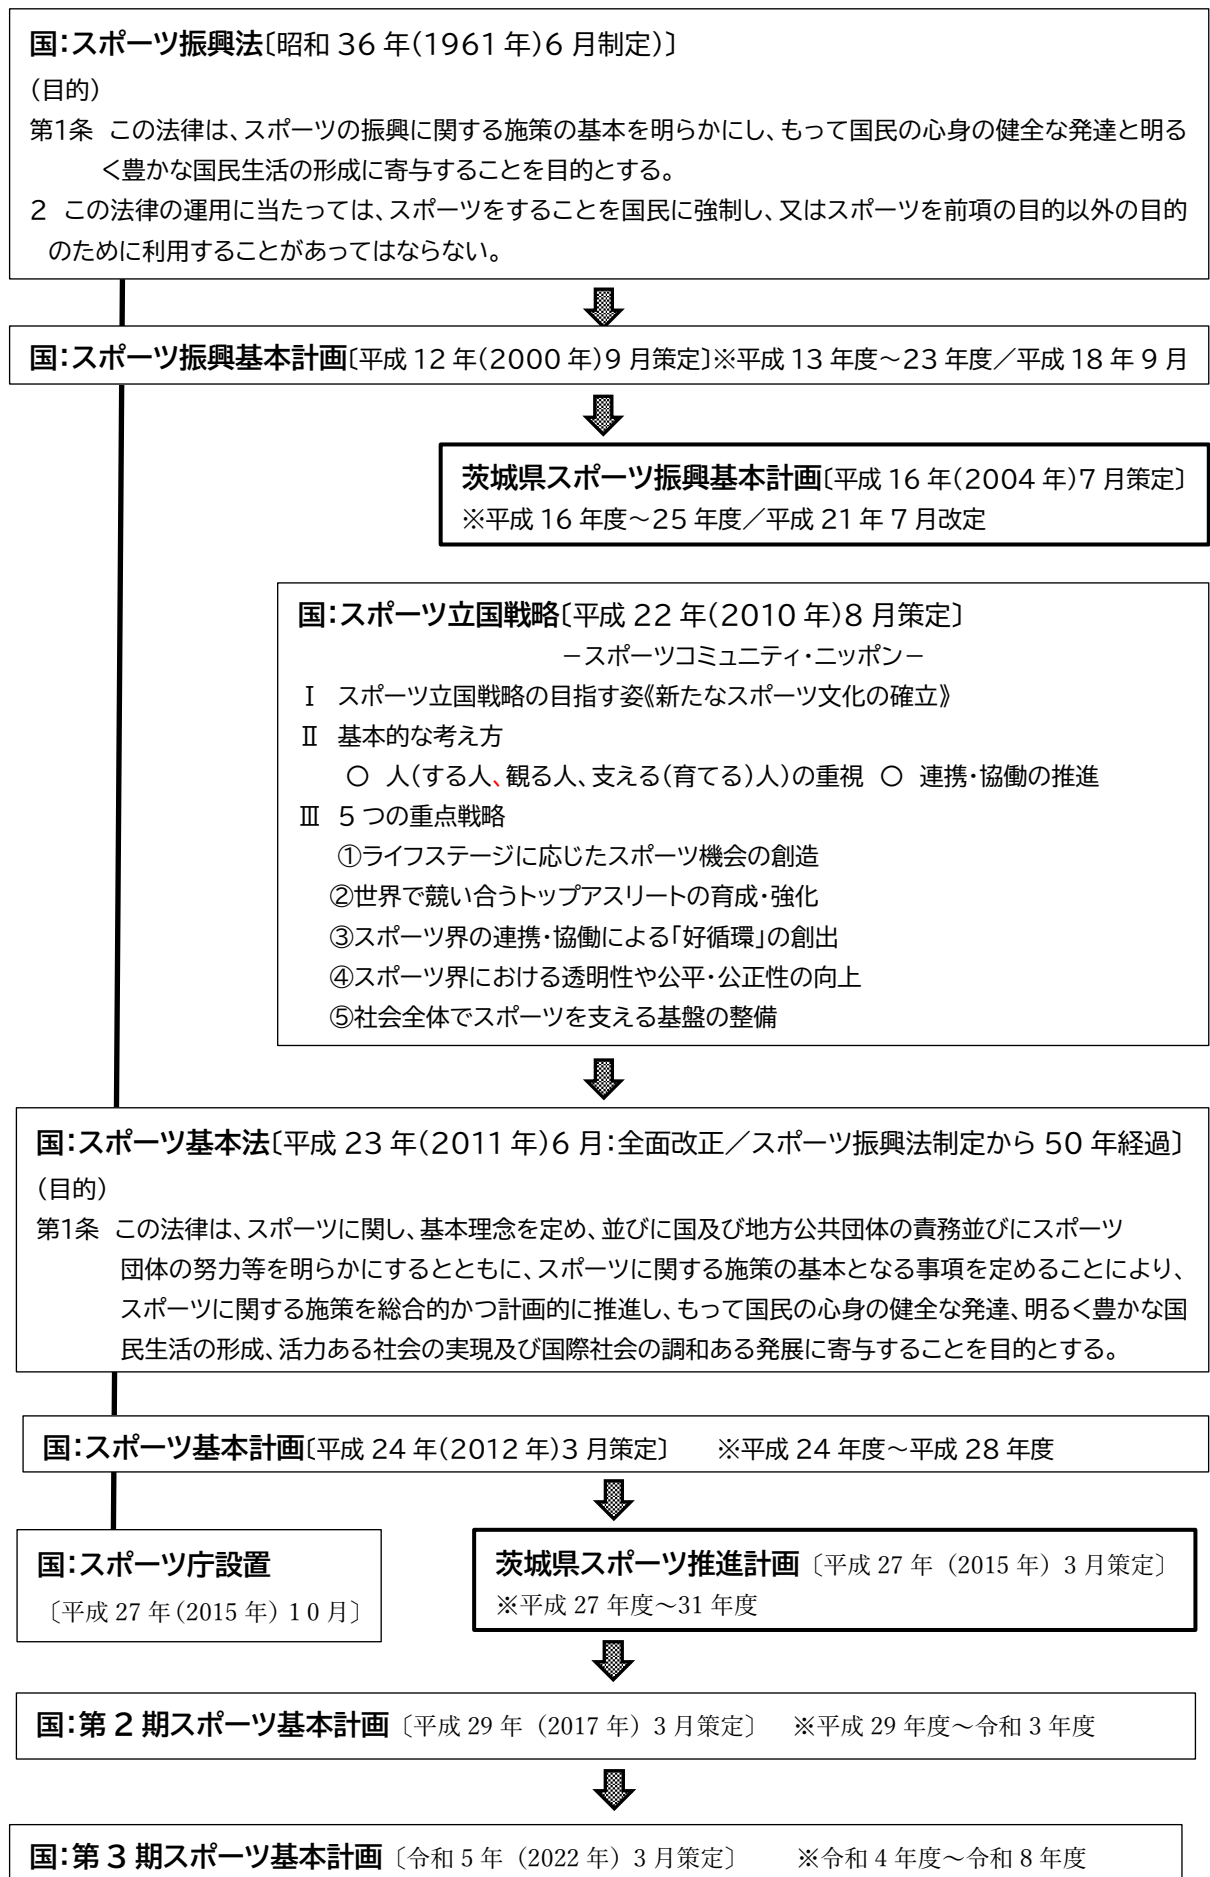 国：スポーツ振興法〔昭和 36 年(1961 年)6 月制定)〕
（目的）
第1条 この法律は、スポーツの振興に関する施策の基本を明らかにし、もって国民の心身の健全な発達と明る
く豊かな国民生活の形成に寄与することを目的とする。
2 この法律の運用に当たっては、スポーツをすることを国民に強制し、又はスポーツを前項の目的以外の目的
のために利用することがあってはならない。
国：スポーツ振興基本計画〔平成 12 年(2000 年)9 月策定〕※平成 13 年度～23 年度／平成 18 年 9 月
茨城県スポーツ振興基本計画〔平成 16 年(2004 年)7 月策定〕
※平成 16 年度～25 年度／平成 21 年 7 月改定
国：スポーツ立国戦略〔平成 22 年(2010 年)8 月策定〕
－スポーツコミュニティ・ニッポン－
Ⅰ スポーツ立国戦略の目指す姿《新たなスポーツ文化の確立》
Ⅱ 基本的な考え方
○ 人(する人、観る人、支える(育てる)人)の重視 ○ 連携・協働の推進
Ⅲ 5 つの重点戦略
①ライフステージに応じたスポーツ機会の創造
②世界で競い合うトップアスリートの育成・強化
③スポーツ界の連携・協働による「好循環」の創出
④スポーツ界における透明性や公平・公正性の向上
⑤社会全体でスポーツを支える基盤の整備
国：スポーツ基本法〔平成 23 年(2011 年)6 月：全面改正／スポーツ振興法制定から 50 年経過〕
（目的）
第1条 この法律は、スポーツに関し、基本理念を定め、並びに国及び地方公共団体の責務並びにスポーツ
団体の努力等を明らかにするとともに、スポーツに関する施策の基本となる事項を定めることにより、
スポーツに関する施策を総合的かつ計画的に推進し、もって国民の心身の健全な発達、明るく豊かな国
民生活の形成、活力ある社会の実現及び国際社会の調和ある発展に寄与することを目的とする。
国：スポーツ基本計画〔平成 24 年(2012 年)3 月策定〕 ※平成 24 年度～平成 28 年度
国：スポーツ庁設置
〔平成 27 年（2015 年）１０月〕
茨城県スポーツ推進計画〔平成 27 年（2015 年）3 月策定〕
※平成 27 年度～31 年度
国：第 2 期スポーツ基本計画〔平成 29 年（2017 年）3 月策定〕 ※平成 29 年度～令和 3 年度
国：第 3 期スポーツ基本計画〔令和 5 年（2022 年）3 月策定〕 ※令和 4 年度～令和 8 年度